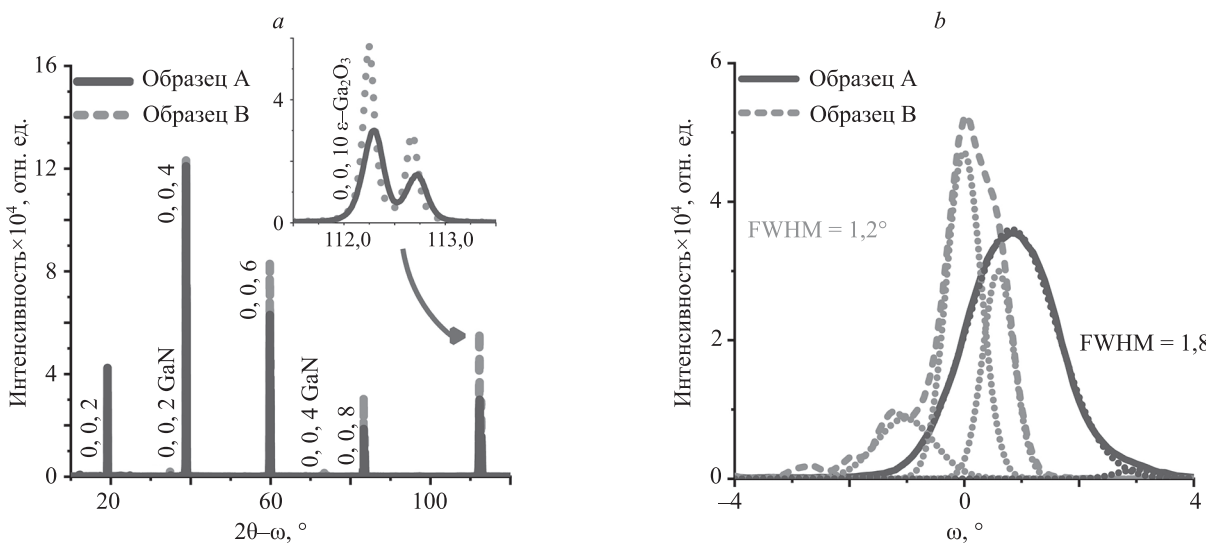 a
Интенсивность×10⁴, отн. ед.
16
12
8
4
0
Образец A
Образец B
0, 0, 2
0, 0, 2 GaN
0, 0, 4
0, 0, 6
0, 0, 4 GaN
0, 0, 8
0, 0, 10 ε–Ga₂O₃
4
0
112,0
113,0
20
60
100
2θ–ω, °
b
Интенсивность×10⁴, отн. ед.
6
4
2
0
Образец A
Образец B
FWHM = 1,2°
FWHM = 1,8
–4
0
4
ω, °